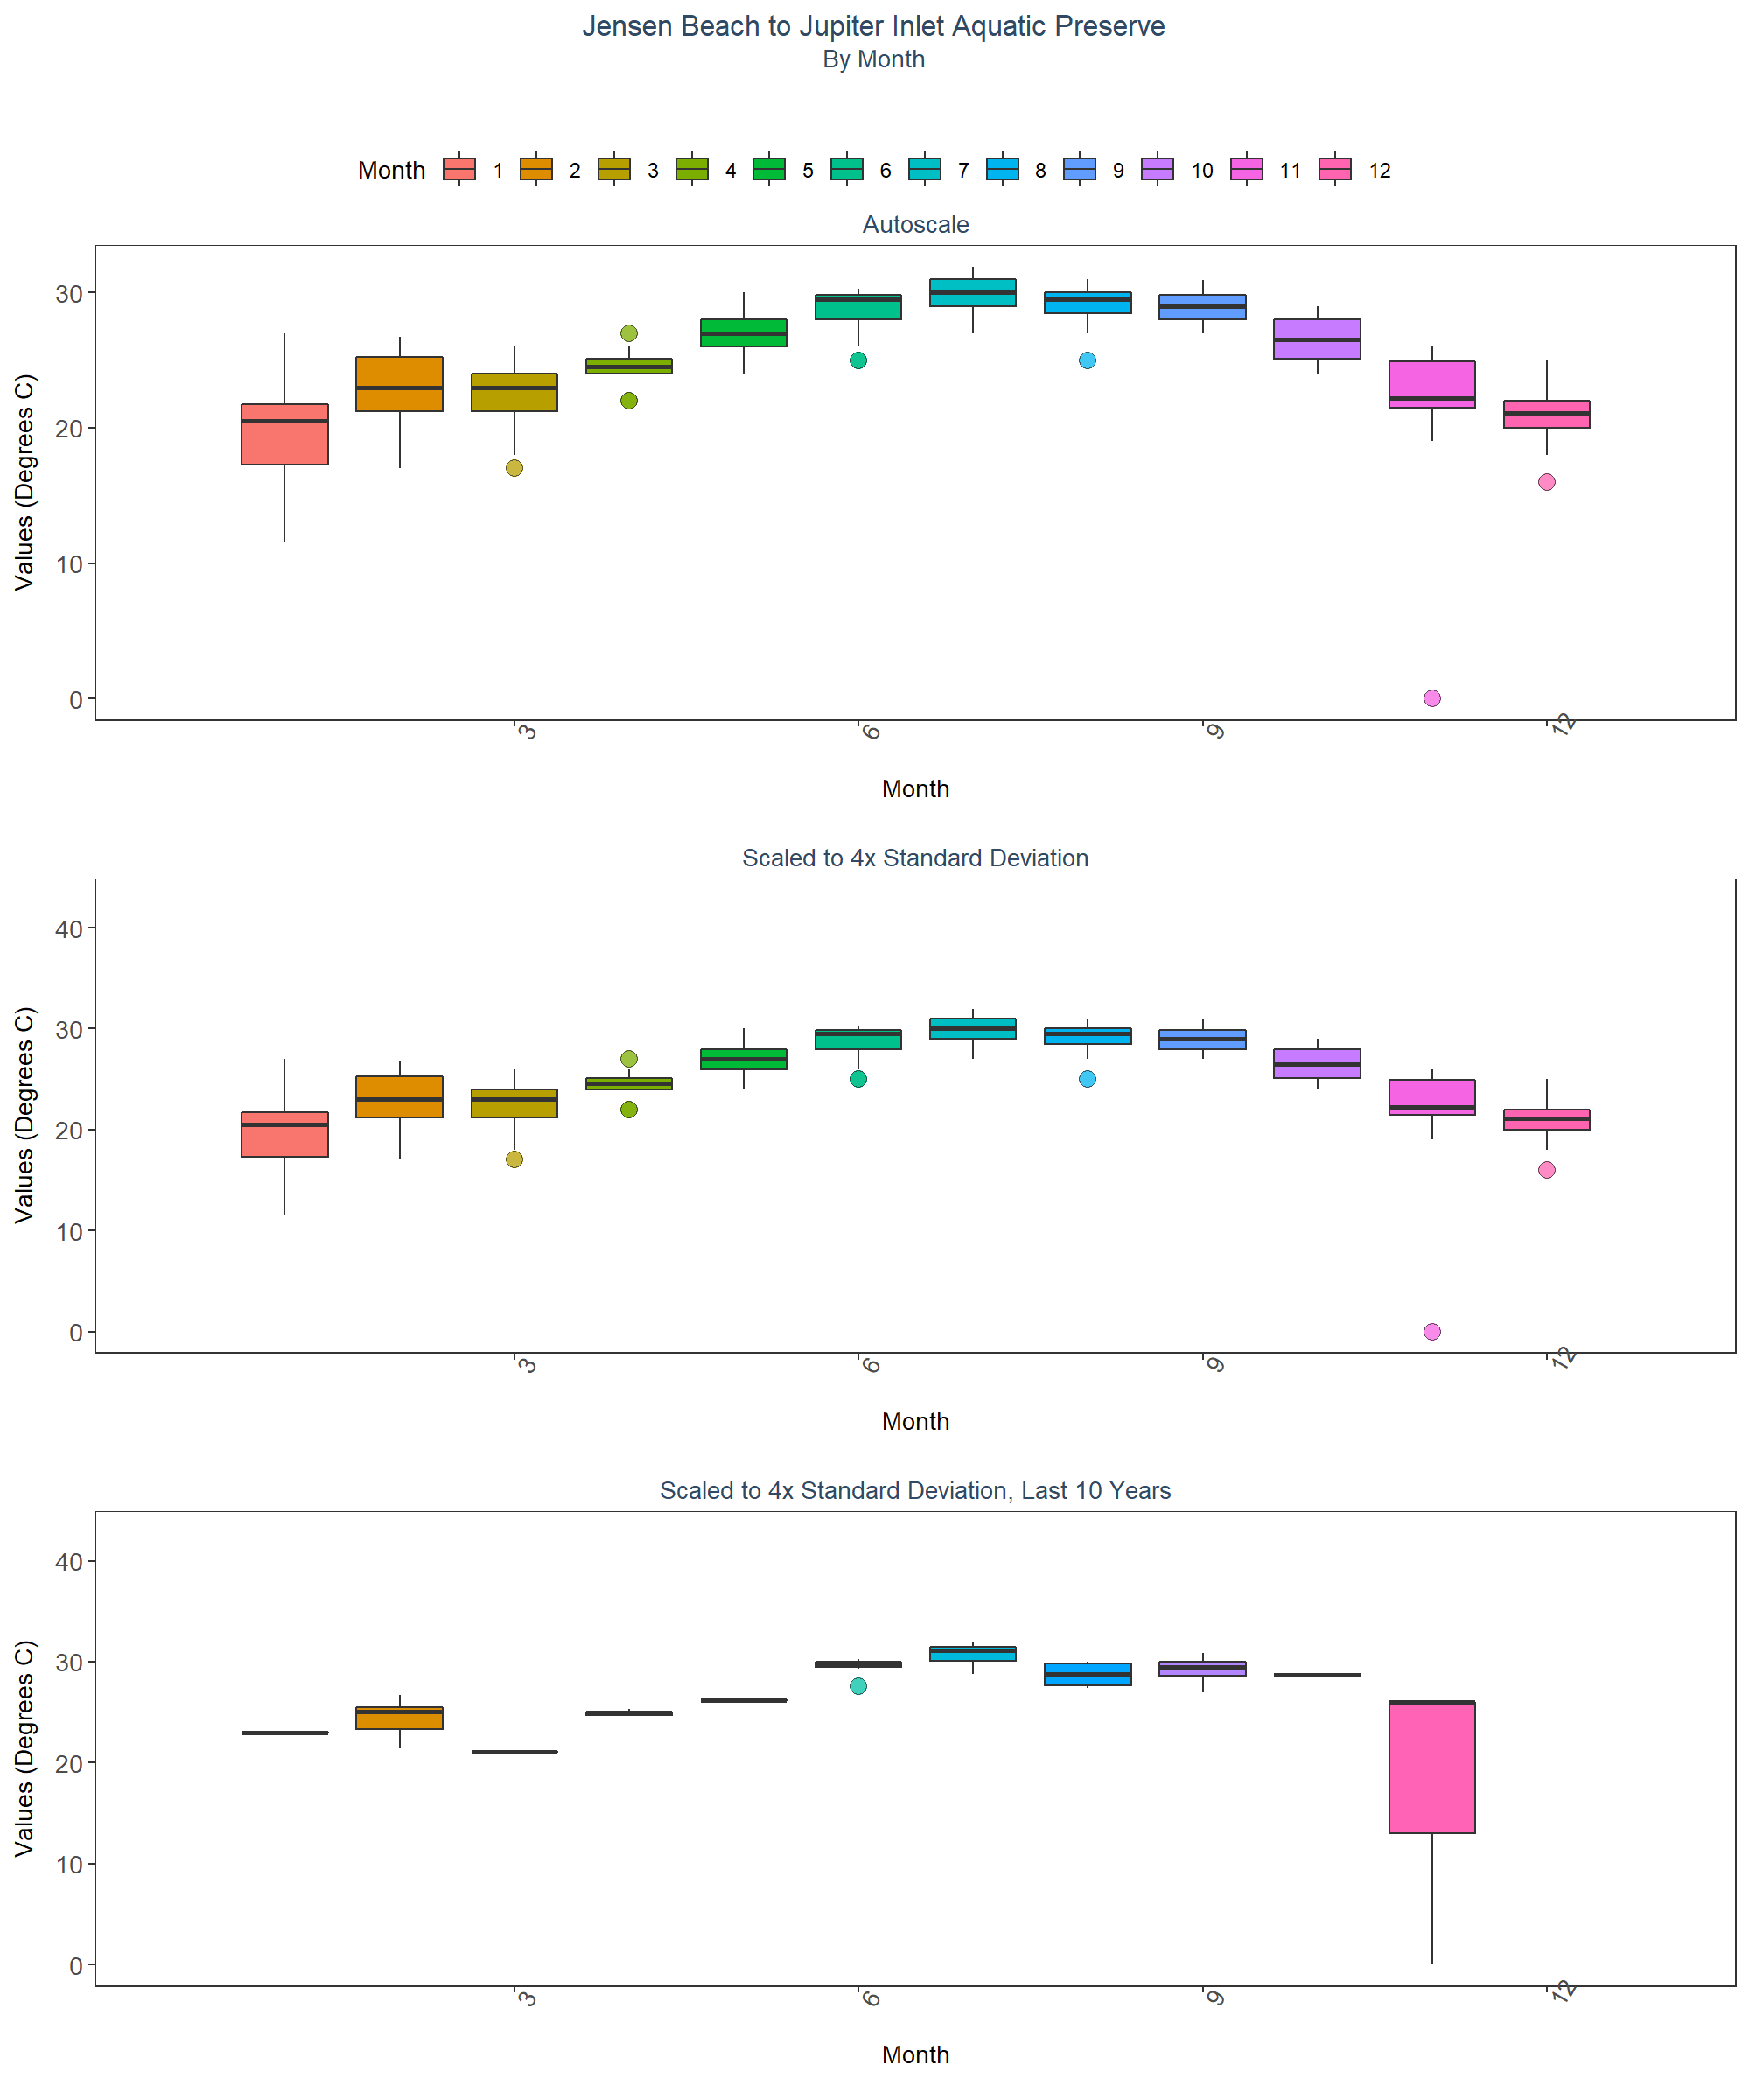 Jensen Beach to Jupiter Inlet Aquatic Preserve
By Month
Month 1 2 3 4 5 6 7 8 9 10 11 12
Autoscale
Values (Degrees C)
30
20
10
0
3 6 9 12
Month
Scaled to 4x Standard Deviation
Values (Degrees C)
40
30
20
10
0
3 6 9 12
Month
Scaled to 4x Standard Deviation, Last 10 Years
Values (Degrees C)
40
30
20
10
0
3 6 9 12
Month